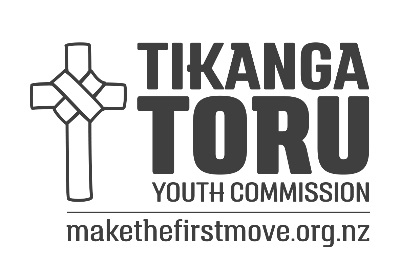 TIKANGA
TORU
YOUTH COMMISSION
makethefirstmove.org.nz